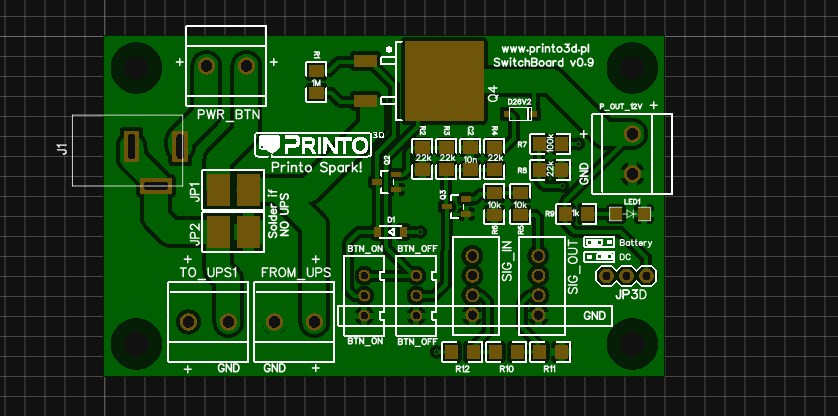 www.printo3d.pl
SwitchBoard v0.9
R1
1M
Q4
D26V2
P_OUT_12V
+
+
+
PWR_BTN
J1
PRINTO 3D
Printo Spark!
R2
R3
C2
R4
22k
22k
10n
22k
R7
100k
R8
22k
+
GND
Q2
Q3
10k
10k
R6
R5
R9
1k
LED1
JP1
JP2
Solder if
NO UPS
D1
BTN_ON
BTN_OFF
SIG_IN
SIG_OUT
Battery
DC
JP3D
+
+
TO_UPS1
FROM_UPS
GND
BTN_ON
BTN_OFF
+
GND
GND
+
R12
R10
R11